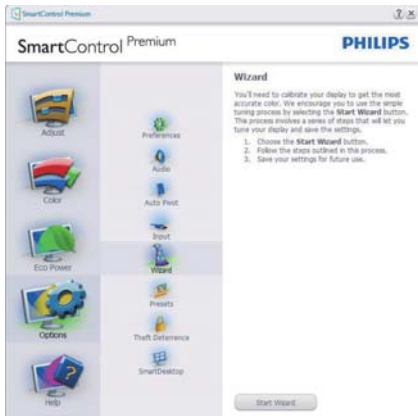 SmartControl Premium
SmartControl Premium
PHILIPS
Adjust
Color
Eco Power
Options
Help
Preferences
Audio
Auto Pivot
Input
Wizard
Presets
Theft Deterrence
SmartDesktop
Wizard
You'll need to calibrate your display to get the most
accurate color. We encourage you to use the simple
tuning process by selecting the Start Wizard button.
The process involves a series of steps that will let you
tune your display and save the settings.
1. Choose the Start Wizard button.
2. Follow the steps outlined in this process.
3. Save your settings for future use.
Start Wizard